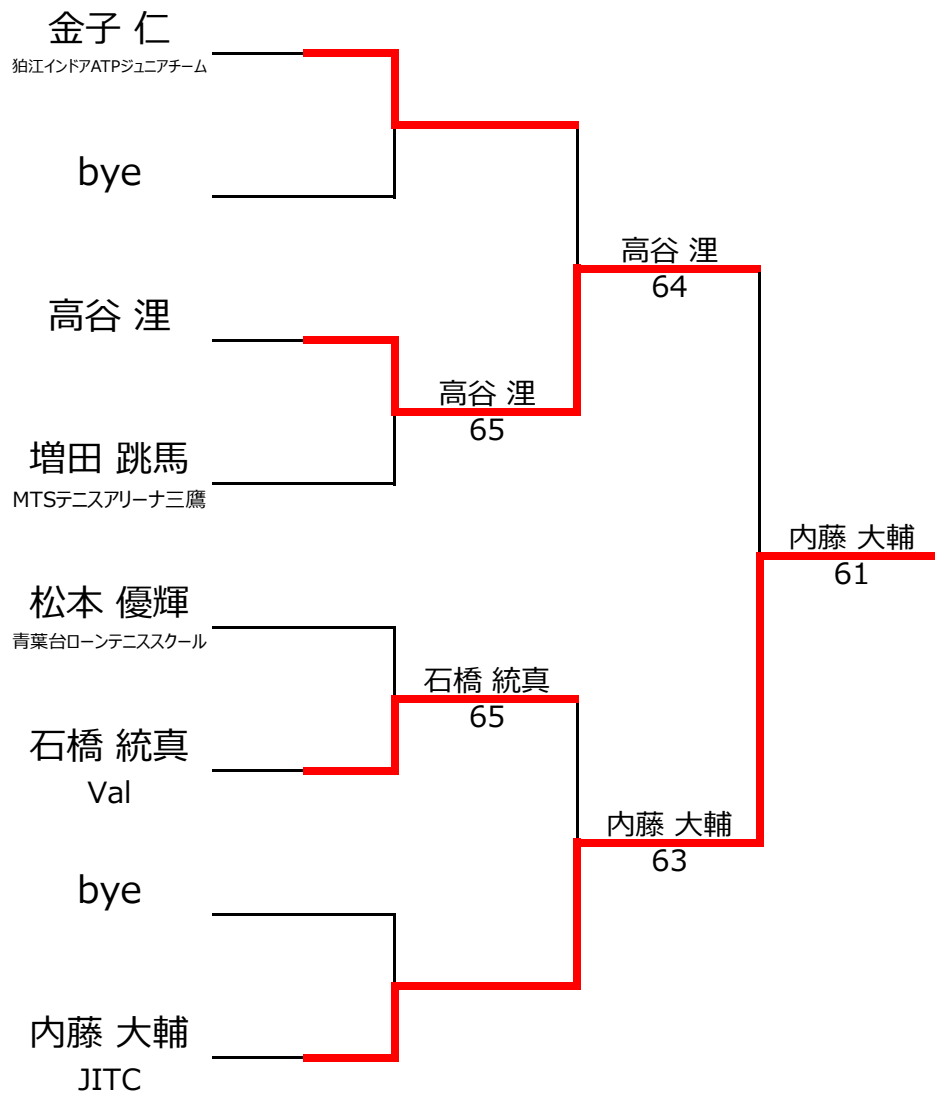 金子 仁
狛江インドアATPジュニアチーム
bye
高谷 浬
増田 跳馬
MTSテニスアリーナ三鷹
松本 優輝
青葉台ローンテニススクール
石橋 統真
Val
bye
内藤 大輔
JITC
高谷 浬
65
石橋 統真
65
高谷 浬
64
内藤 大輔
63
内藤 大輔
61